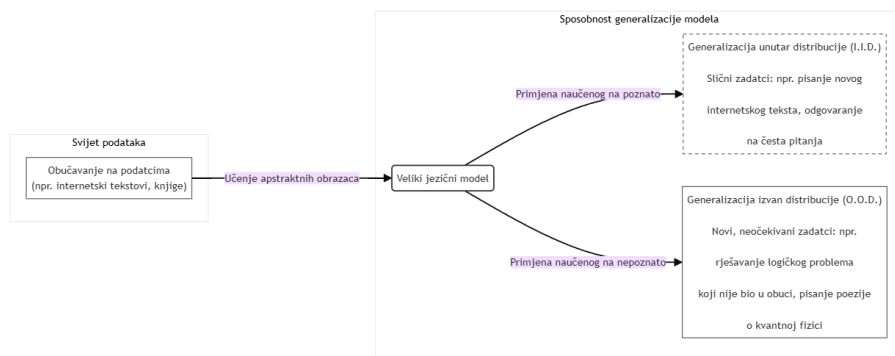 Sposobnost generalizacije modela
Svijet podataka
Obučavanje na podatcima
(npr. internetski tekstovi, knjige)
Učenje apstraktnih obrazaca
Veliki jezični model
Primjena naučenog na poznato
Generalizacija unutar distribucije (I.I.D.)
Slični zadatci: npr. pisanje novog
internetskog teksta, odgovaranje
na česta pitanja
Primjena naučenog na nepoznato
Generalizacija izvan distribucije (O.O.D.)
Novi, neočekivani zadatci: npr.
rješavanje logičkog problema
koji nije bio u obuci, pisanje poezije
o kvantnoj fizici